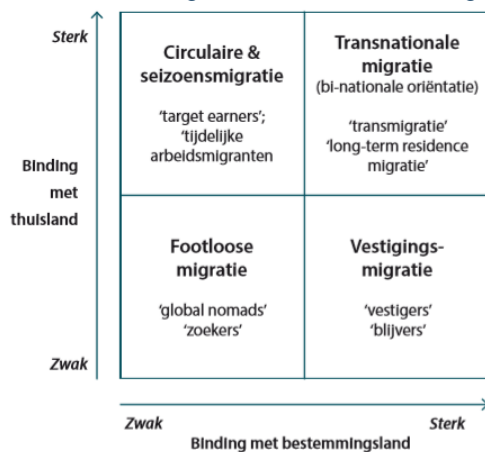 Sterk
Circulaire &
seizoensmigratie
'target earners';
'tijdelijke
arbeidsmigranten
Transnationale
migratie
(bi-nationale oriëntatie)
'transmigratie'
'long-term residence
migratie'
Binding
met
thuisland
Footloose
migratie
'global nomads'
'zoekers'
Vestigings-
migratie
'vestigers'
'blijvers'
Zwak
Zwak
Sterk
Binding met bestemmingsland